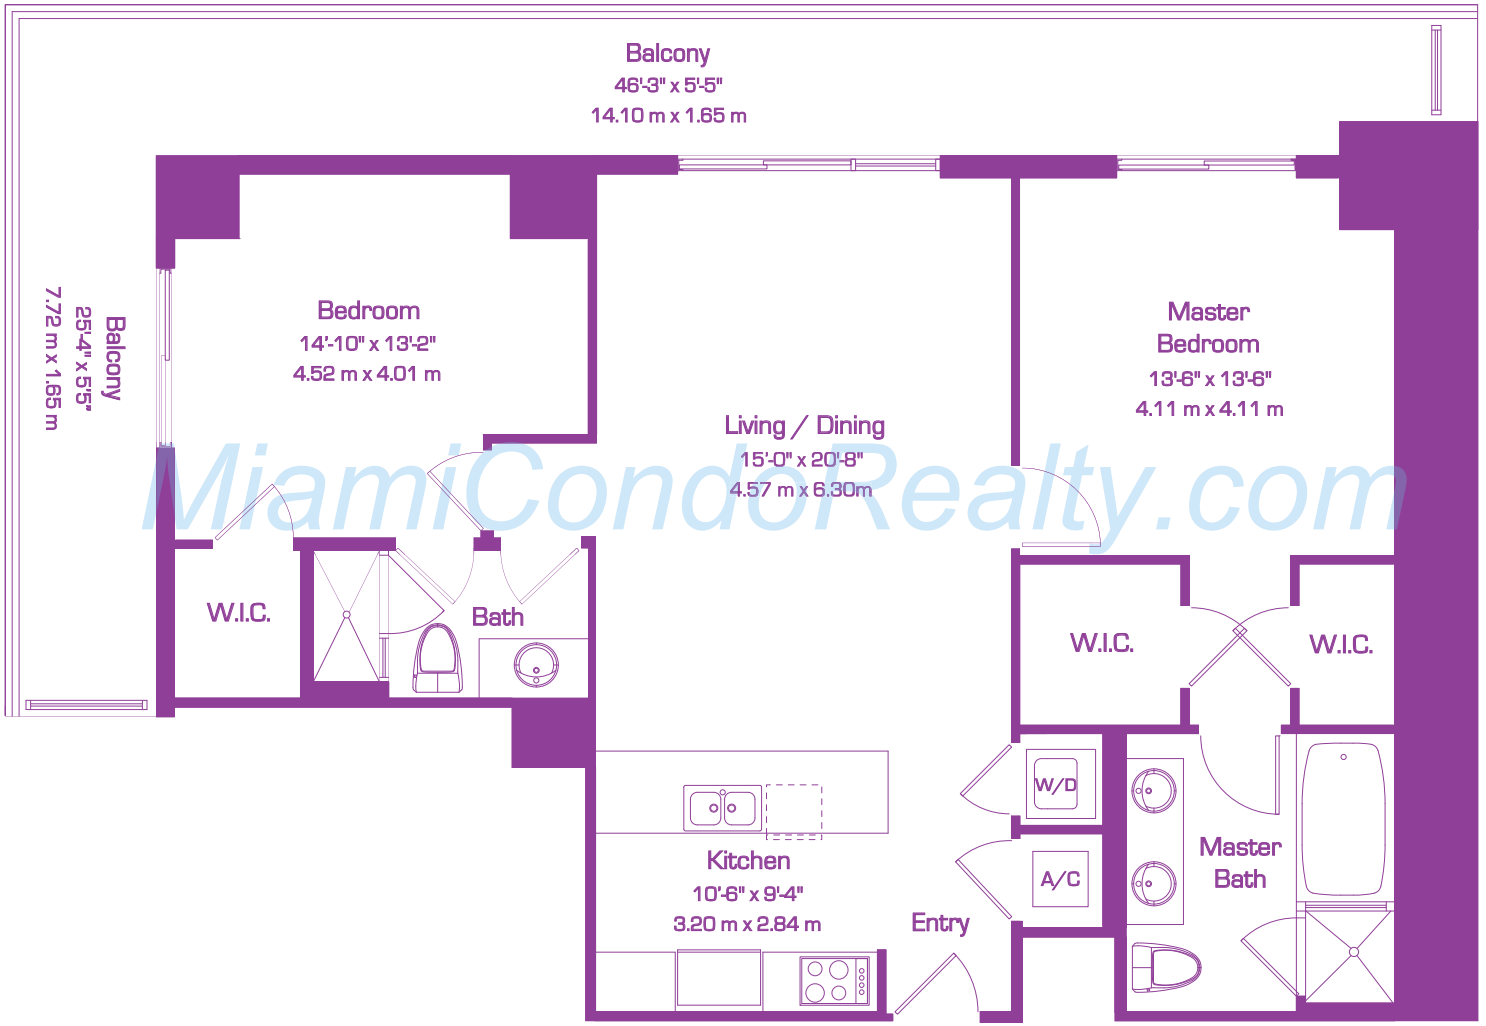 Balcony
46'-3" x 5'-5"
14.10 m x 1.65 m
Balcony
25'-4" x 5'5"
7.72 m x 1.65 m
Bedroom
14'-10" x 13'-2"
4.52 m x 4.01 m
Master
Bedroom
13'-6" x 13'-6"
4.11 m x 4.11 m
Living / Dining
15'-0" x 20'-8"
4.57 m x 6.30m
MiamiCondoRealty.com
W.I.C.
Bath
W.I.C.
W.I.C.
W/D
Kitchen
10'-6" x 9'-4"
3.20 m x 2.84 m
A/C
Master
Bath
Entry